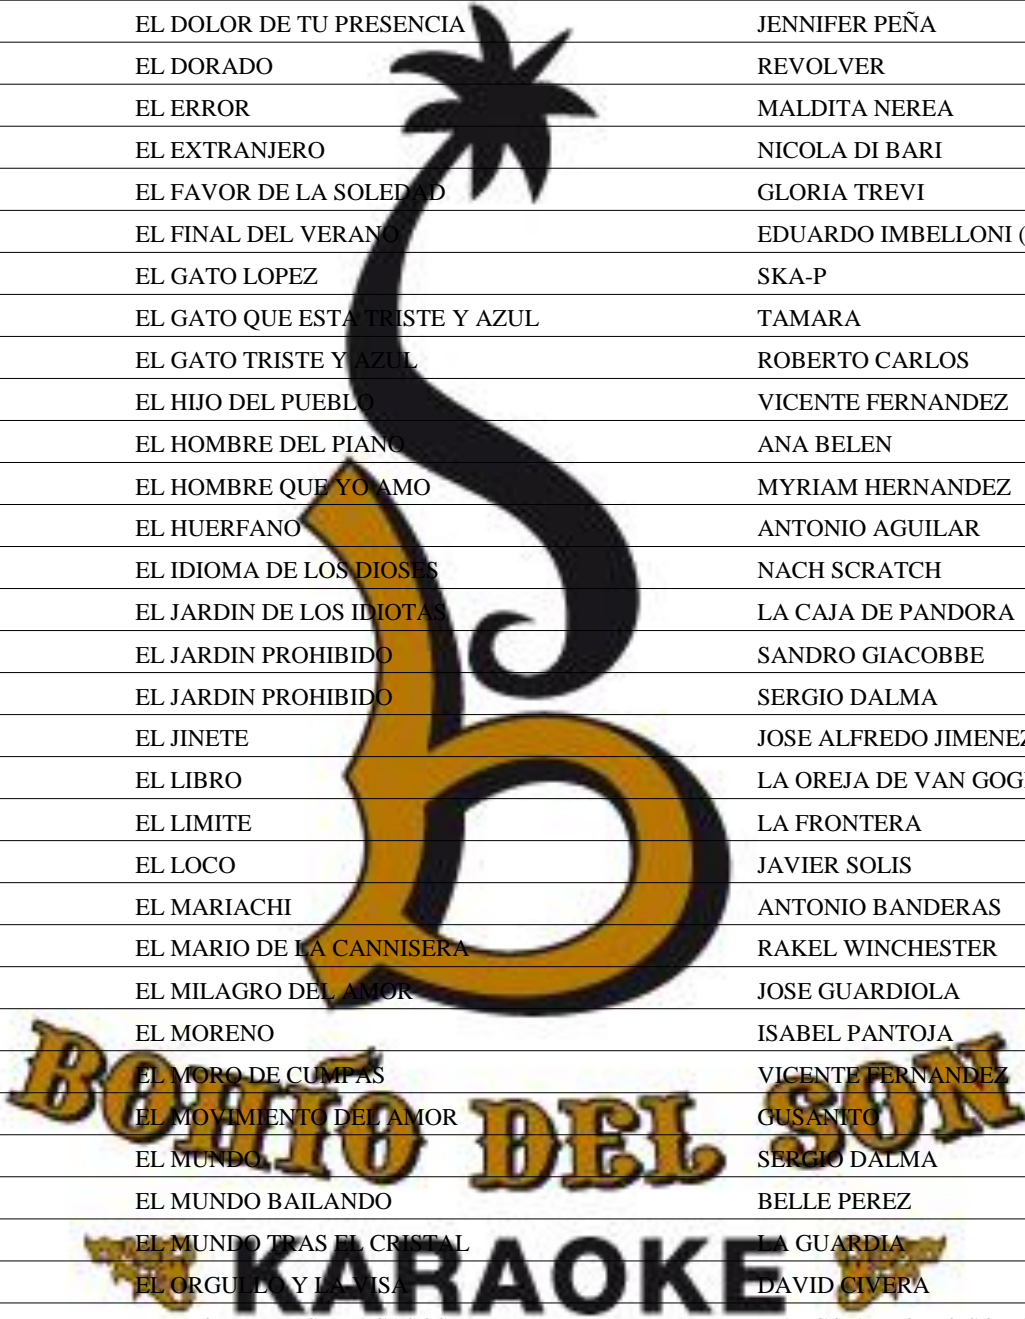 EL DOLOR DE TU PRESENCIA JENNIFER PEÑA
EL DORADO REVOLVER
EL ERROR MALDITA NEREA
EL EXTRANJERO NICOLA DI BARI
EL FAVOR DE LA SOLEDAD GLORIA TREVI
EL FINAL DEL VERANO EDUARDO IMBELLONI (
EL GATO LOPEZ SKA-P
EL GATO QUE ESTA TRISTE Y AZUL TAMARA
EL GATO TRISTE Y AZUL ROBERTO CARLOS
EL HIJO DEL PUEBLO VICENTE FERNANDEZ
EL HOMBRE DEL PIANO ANA BELEN
EL HOMBRE QUE YO AMO MYRIAM HERNANDEZ
EL HUERFANO ANTONIO AGUILAR
EL IDIOMA DE LOS DIOSES NACH SCRATCH
EL JARDIN DE LOS IDIOTAS LA CAJA DE PANDORA
EL JARDIN PROHIBIDO SANDRO GIACOBBE
EL JARDIN PROHIBIDO SERGIO DALMA
EL JINETE JOSE ALFREDO JIMENEZ
EL LIBRO LA OREJA DE VAN GOG
EL LIMITE LA FRONTERA
EL LOCO JAVIER SOLIS
EL MARIACHI ANTONIO BANDERAS
EL MARIO DE LA CANNISERA RAKEL WINCHESTER
EL MILAGRO DEL AMOR JOSE GUARDIOLA
EL MORENO ISABEL PANTOJA
EL MORO DE CUMPAS VICENTE FERNANDEZ
EL MOVIMIENTO DEL AMOR GUSANITO
BOHIO DEL SON
EL MUNDO SERGIO DALMA
EL MUNDO BAILANDO BELLE PEREZ
EL MUNDO TRAS EL CRISTAL LA GUARDIA
KARAOKE
EL ORGULLO Y LA VISA DAVID CIVERA